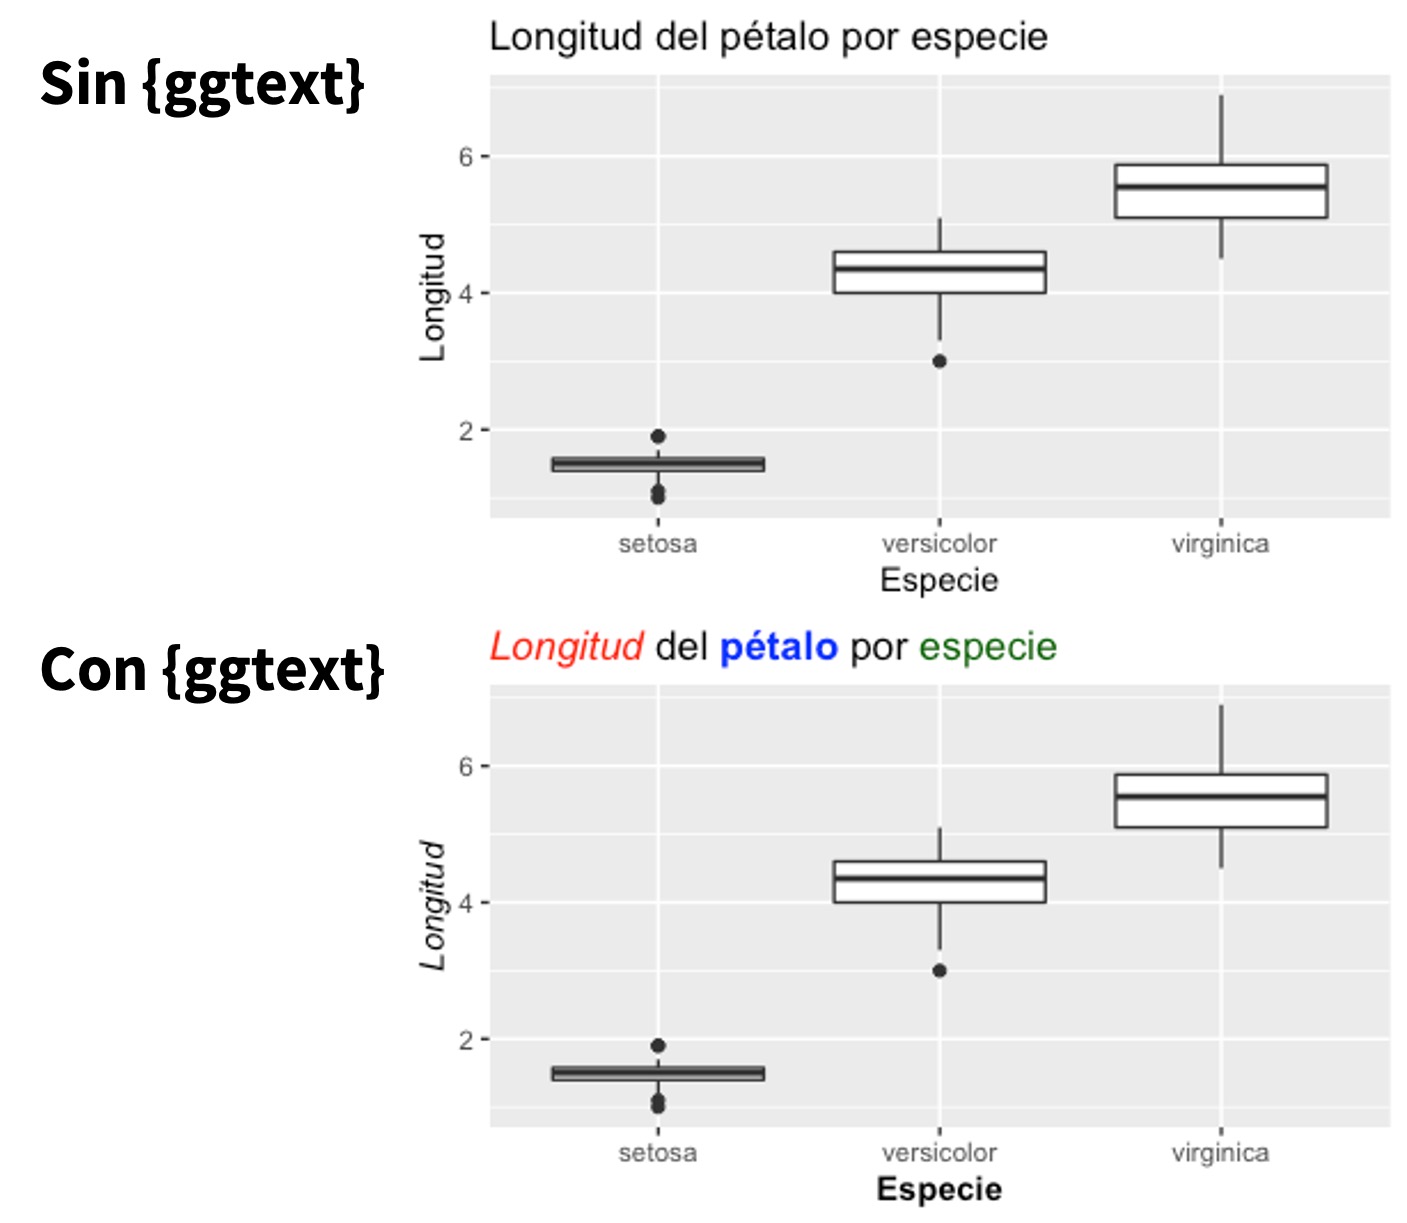 Longitud del pétalo por especie
Sin {ggtext}
6
4
2
Longitud
setosa versicolor virginica
Especie
Longitud del pétalo por especie
Con {ggtext}
6
4
2
Longitud
setosa versicolor virginica
Especie